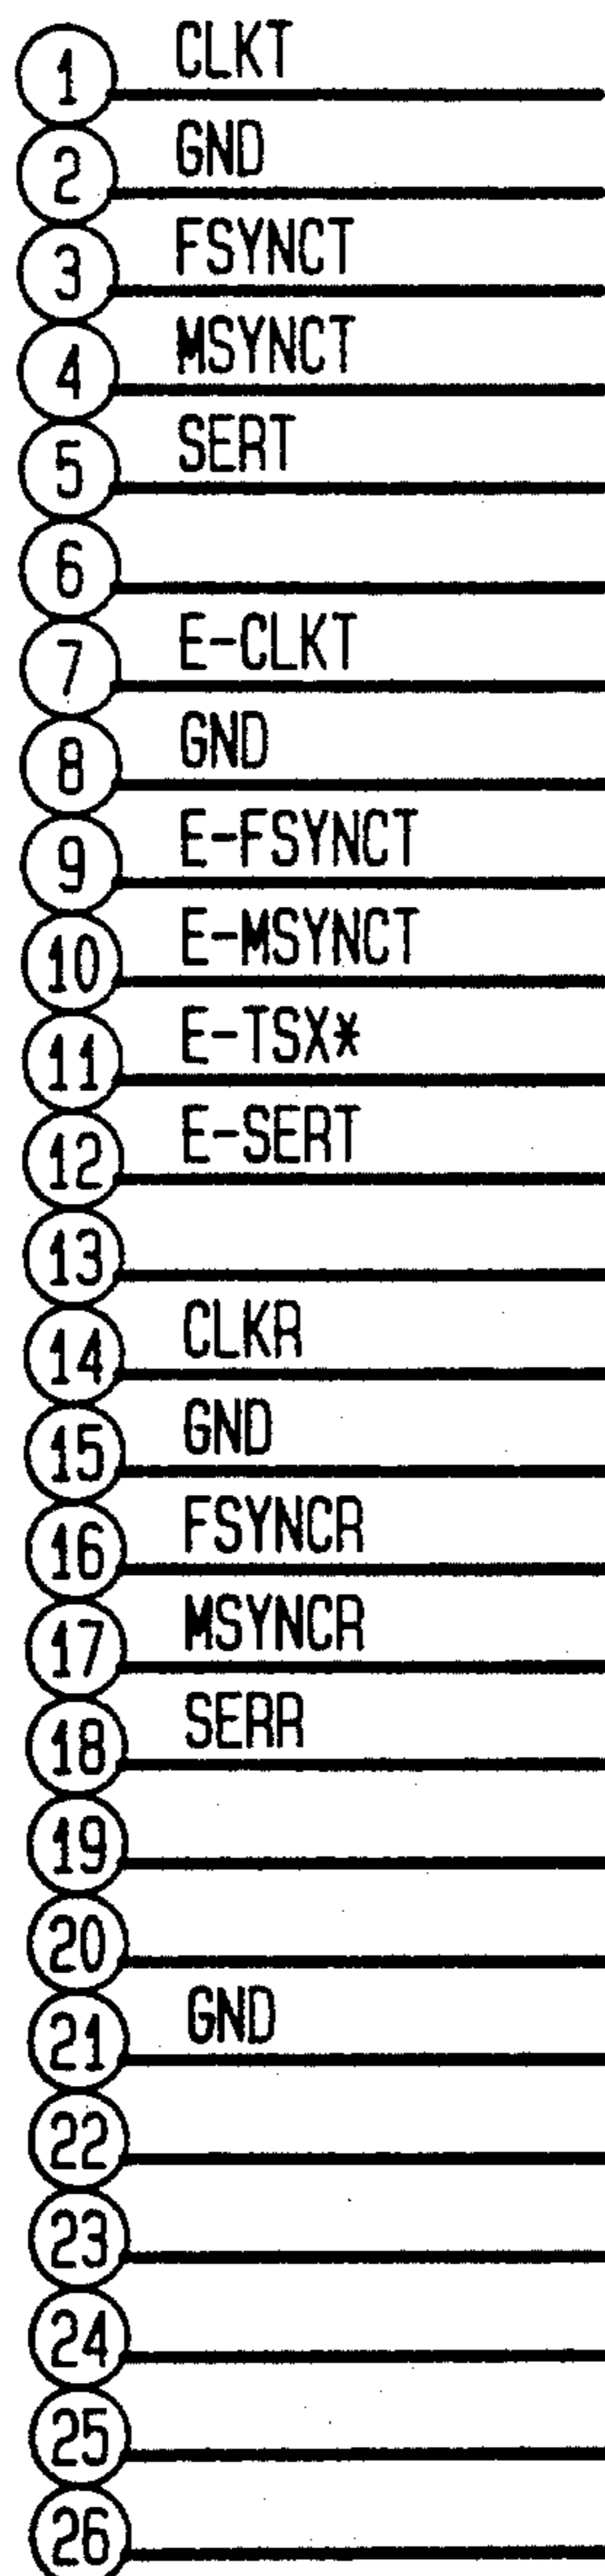 1 CLKT
2 GND
3 FSYNCT
4 MSYNCT
5 SERT
6
7 E-CLKT
8 GND
9 E-FSYNCT
10 E-MSYNCT
11 E-TSX*
12 E-SERT
13
14 CLKR
15 GND
16 FSYNCR
17 MSYNCR
18 SERR
19
20
21 GND
22
23
24
25
26